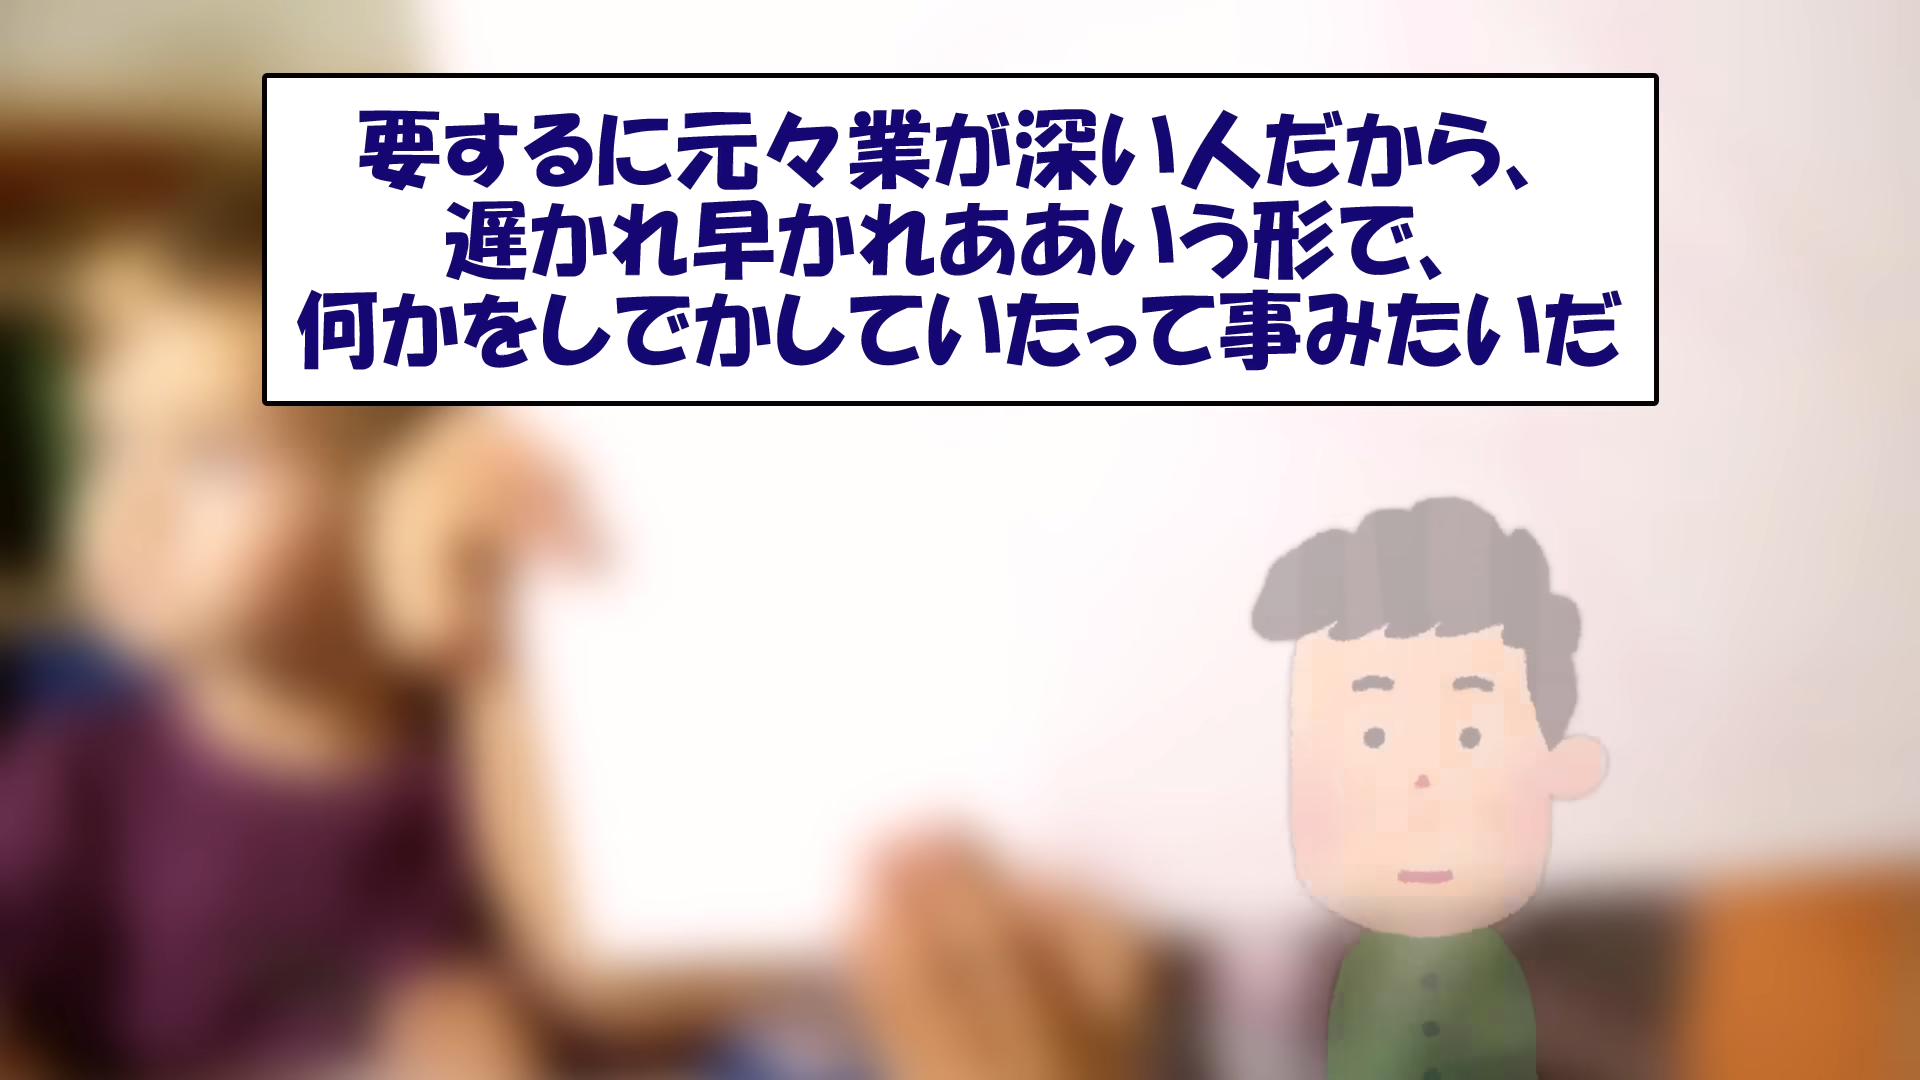 要するに元々業が深い人だから、
遅かれ早かれああいう形で、
何かをしでかしていたって事みたいだ